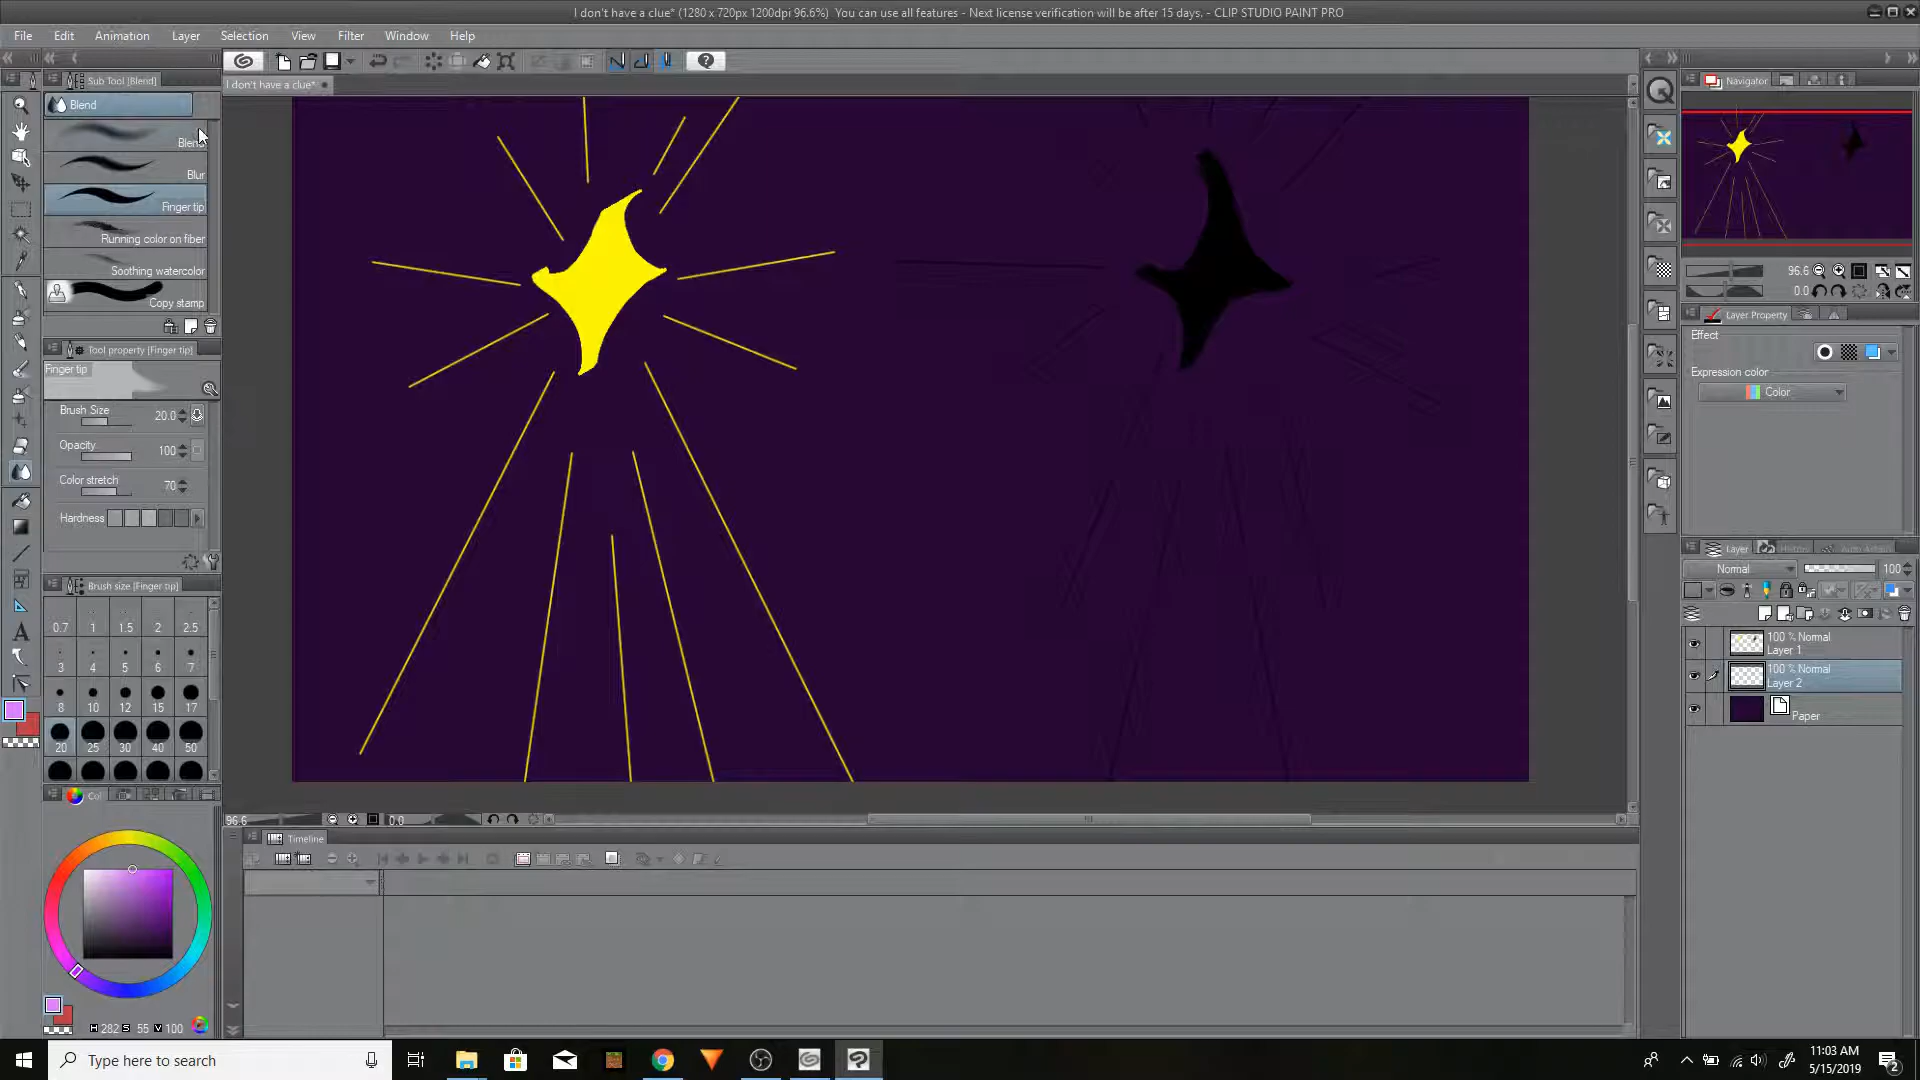 I don't have a clue* (1280 x 720px 1200dpi 96.6%)  You can use all features - Next license verification will be after 15 days. - CLIP STUDIO PAINT PRO
File Edit Animation Layer Selection View Filter Window Help
Sub Tool [Blend]
I don't have a clue*
Navigator
Blend
Blend
Blur
Finger tip
Running color on fiber
Soothing watercolor
Copy stamp
96.6
0.0
Layer Property
Effect
Expression color
Color
Tool property [Finger tip]
Finger tip
Brush Size 20.0
Opacity 100
Color stretch 70
Hardness
Brush size [Finger tip]
0.7 1 1.5 2 2.5
3 4 5 6 7
8 10 12 15 17
20 25 30 40 50
Layer History
Normal 100
100 % Normal
Layer 1
100 % Normal
Layer 2
Paper
Col
96.6 0.0
Timeline
H 282 S 55 V 100
Type here to search
11:03 AM
5/15/2019
2